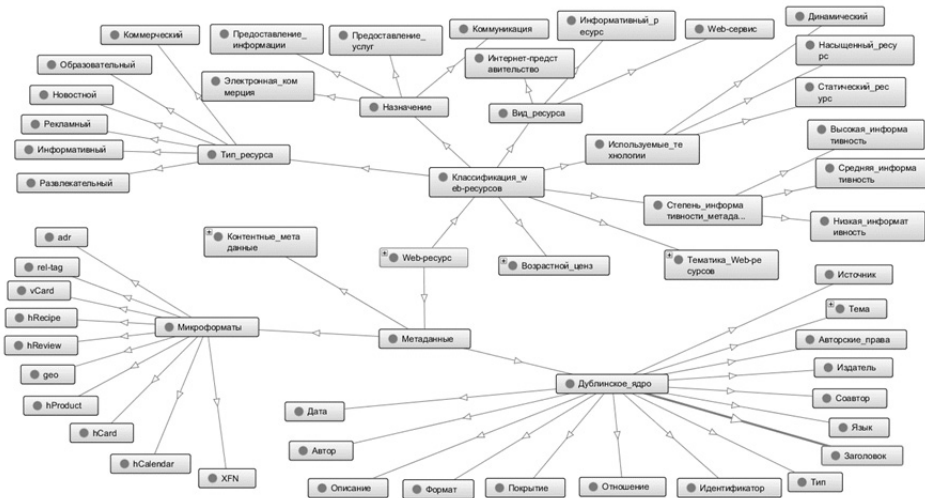 Динамический
Коммерческий
Предоставление_
информации
Предоставление_
услуг
Коммуникация
Информативный_р
есурс
Web-сервис
Насыщенный_ресу
рс
Образовательный
Электронная_ком
мерция
Интернет-предст
авительство
Статический_рес
урс
Новостной
Назначение
Вид_ресурса
Рекламный
Информативный
Тип_ресурса
Используемые_те
хнологии
Высокая_информа
тивность
Развлекательный
Классификация_w
eb-ресурсов
Средняя_информа
тивность
Степень_информа
тивности_метада...
Низкая_информат
ивность
adr
Контентные_мета
данные
Web-ресурс
Возрастной_ценз
Тематика_Web-ре
сурсов
rel-tag
Источник
vCard
Тема
hRecipe
Микроформаты
Метаданные
Авторские_права
hReview
Издатель
geo
Дублинское_ядро
Соавтор
hProduct
Дата
Язык
hCard
Автор
Заголовок
hCalendar
XFN
Описание
Формат
Покрытие
Отношение
Идентификатор
Тип